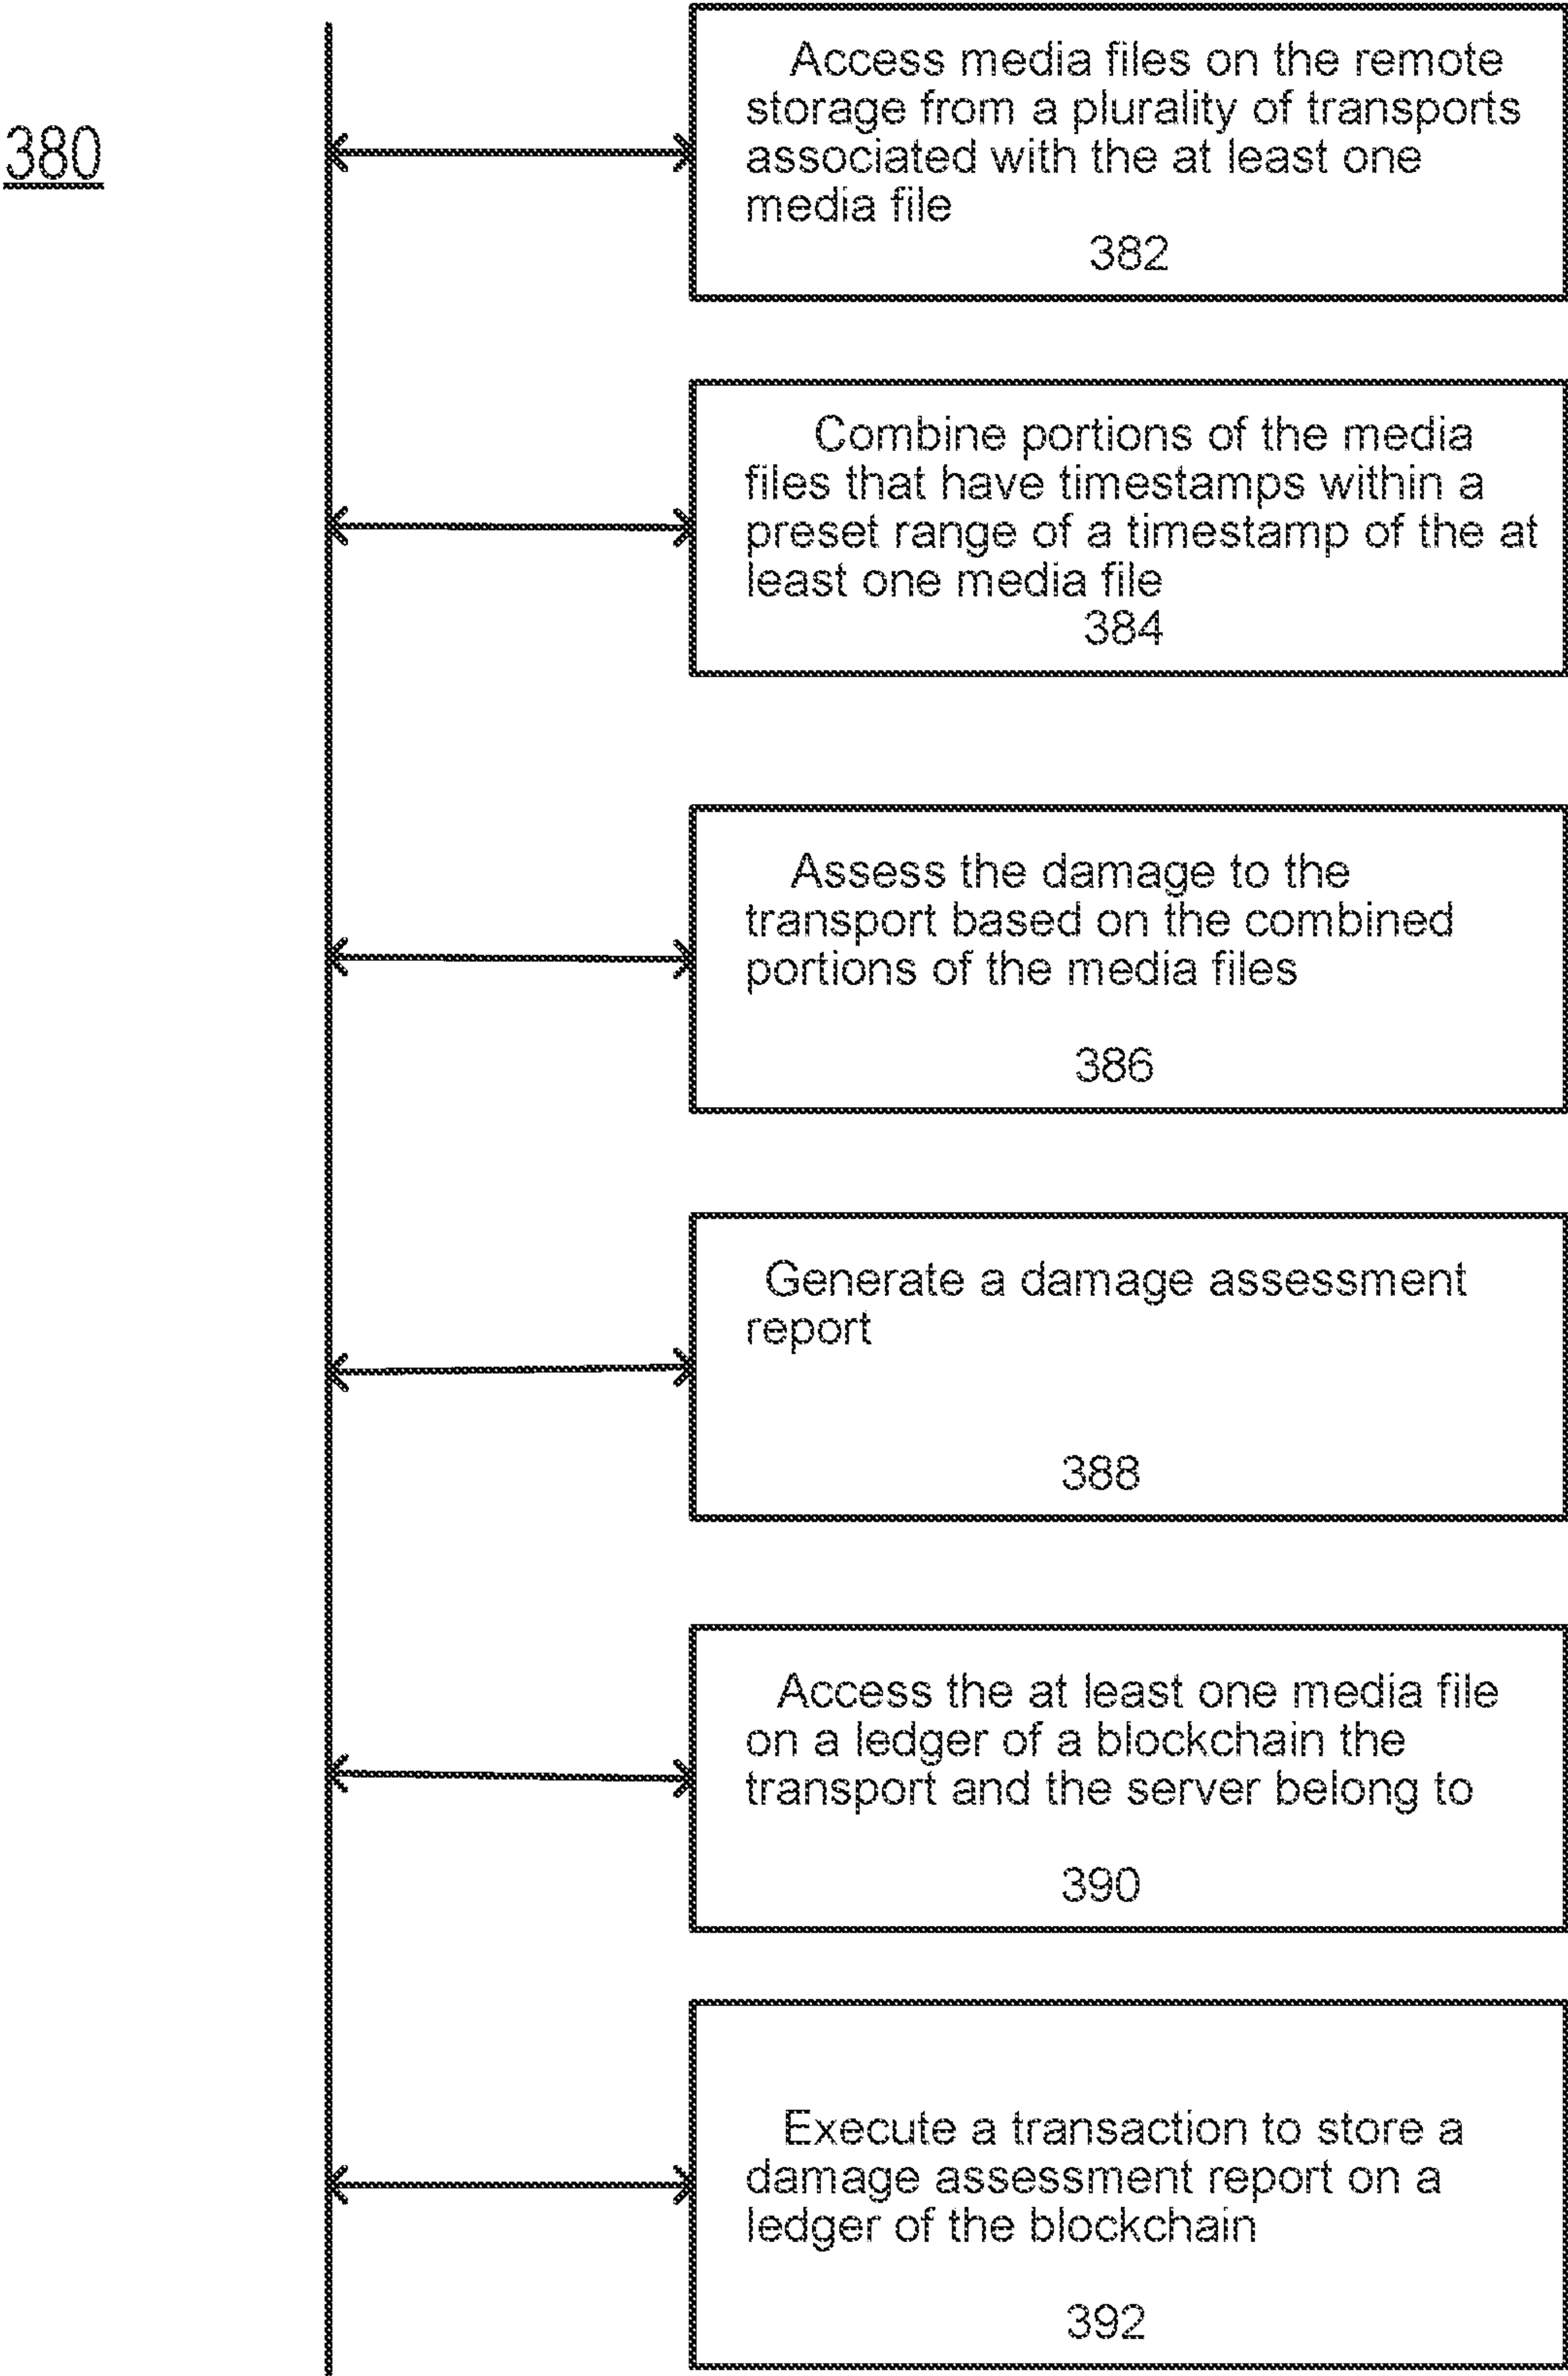 380
Access media files on the remote
storage from a plurality of transports
associated with the at least one
media file
382
Combine portions of the media
files that have timestamps within a
preset range of a timestamp of the at
least one media file
384
Assess the damage to the
transport based on the combined
portions of the media files
386
Generate a damage assessment
report
388
Access the at least one media file
on a ledger of a blockchain the
transport and the server belong to
390
Execute a transaction to store a
damage assessment report on a
ledger of the blockchain
392